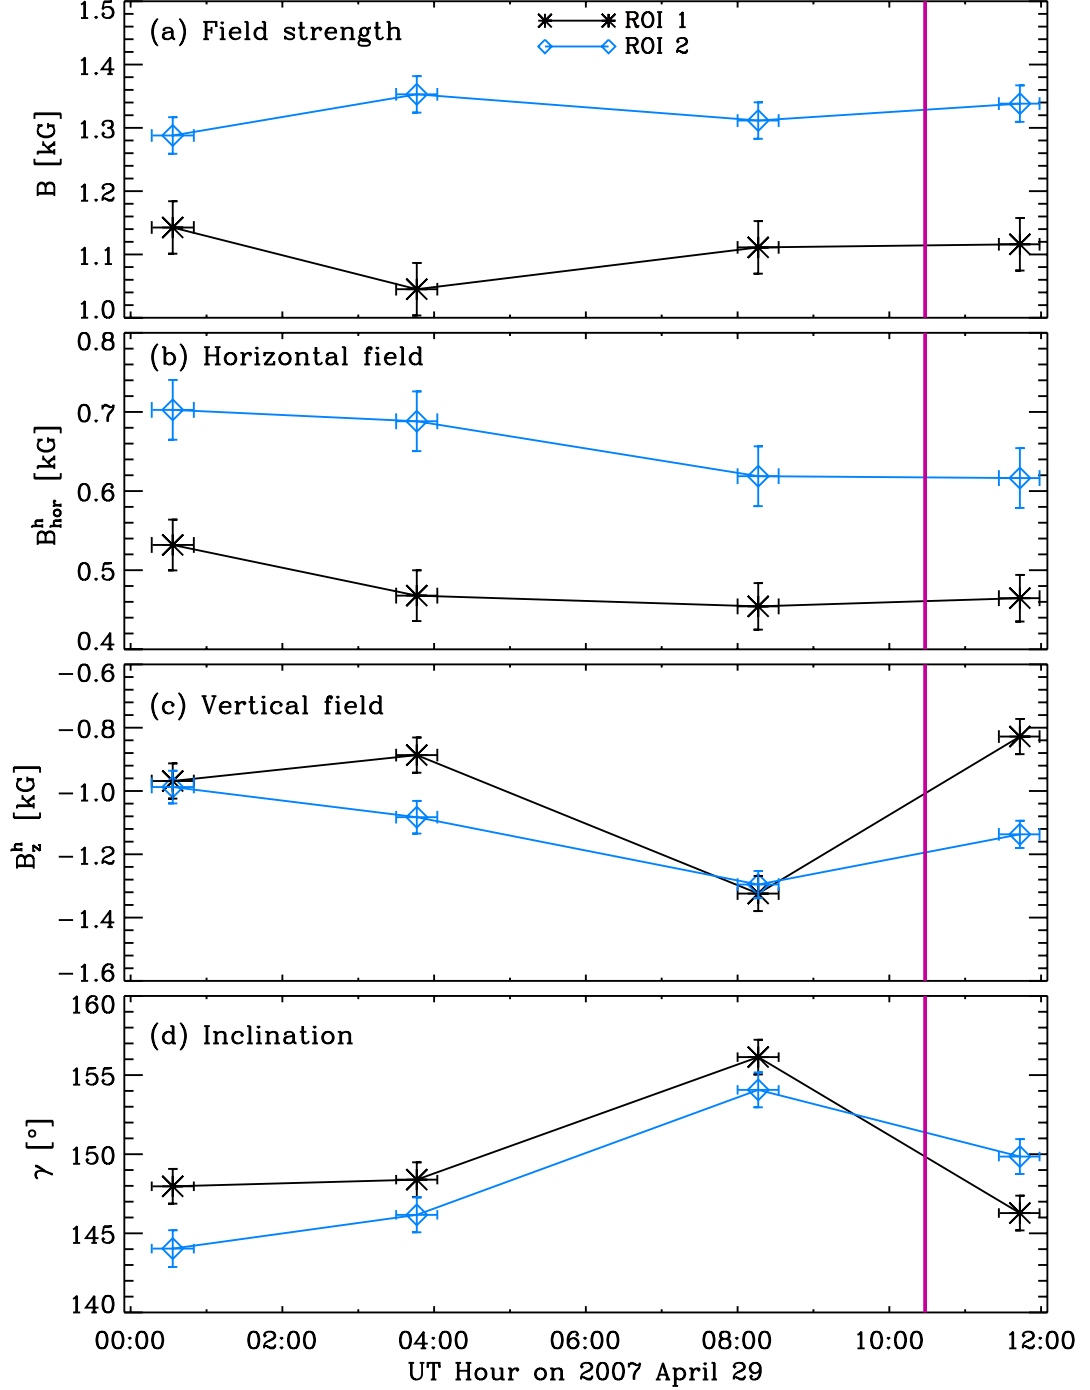 (a) Field strength
ROI 1
ROI 2
1.5
1.4
1.3
1.2
1.1
1.0
B [kG]
(b) Horizontal field
0.8
0.7
0.6
0.5
0.4
B^h_hor [kG]
(c) Vertical field
−0.6
−0.8
−1.0
−1.2
−1.4
−1.6
B^h_z [kG]
(d) Inclination
160
155
150
145
140
γ [°]
00:00 02:00 04:00 06:00 08:00 10:00 12:00
UT Hour on 2007 April 29